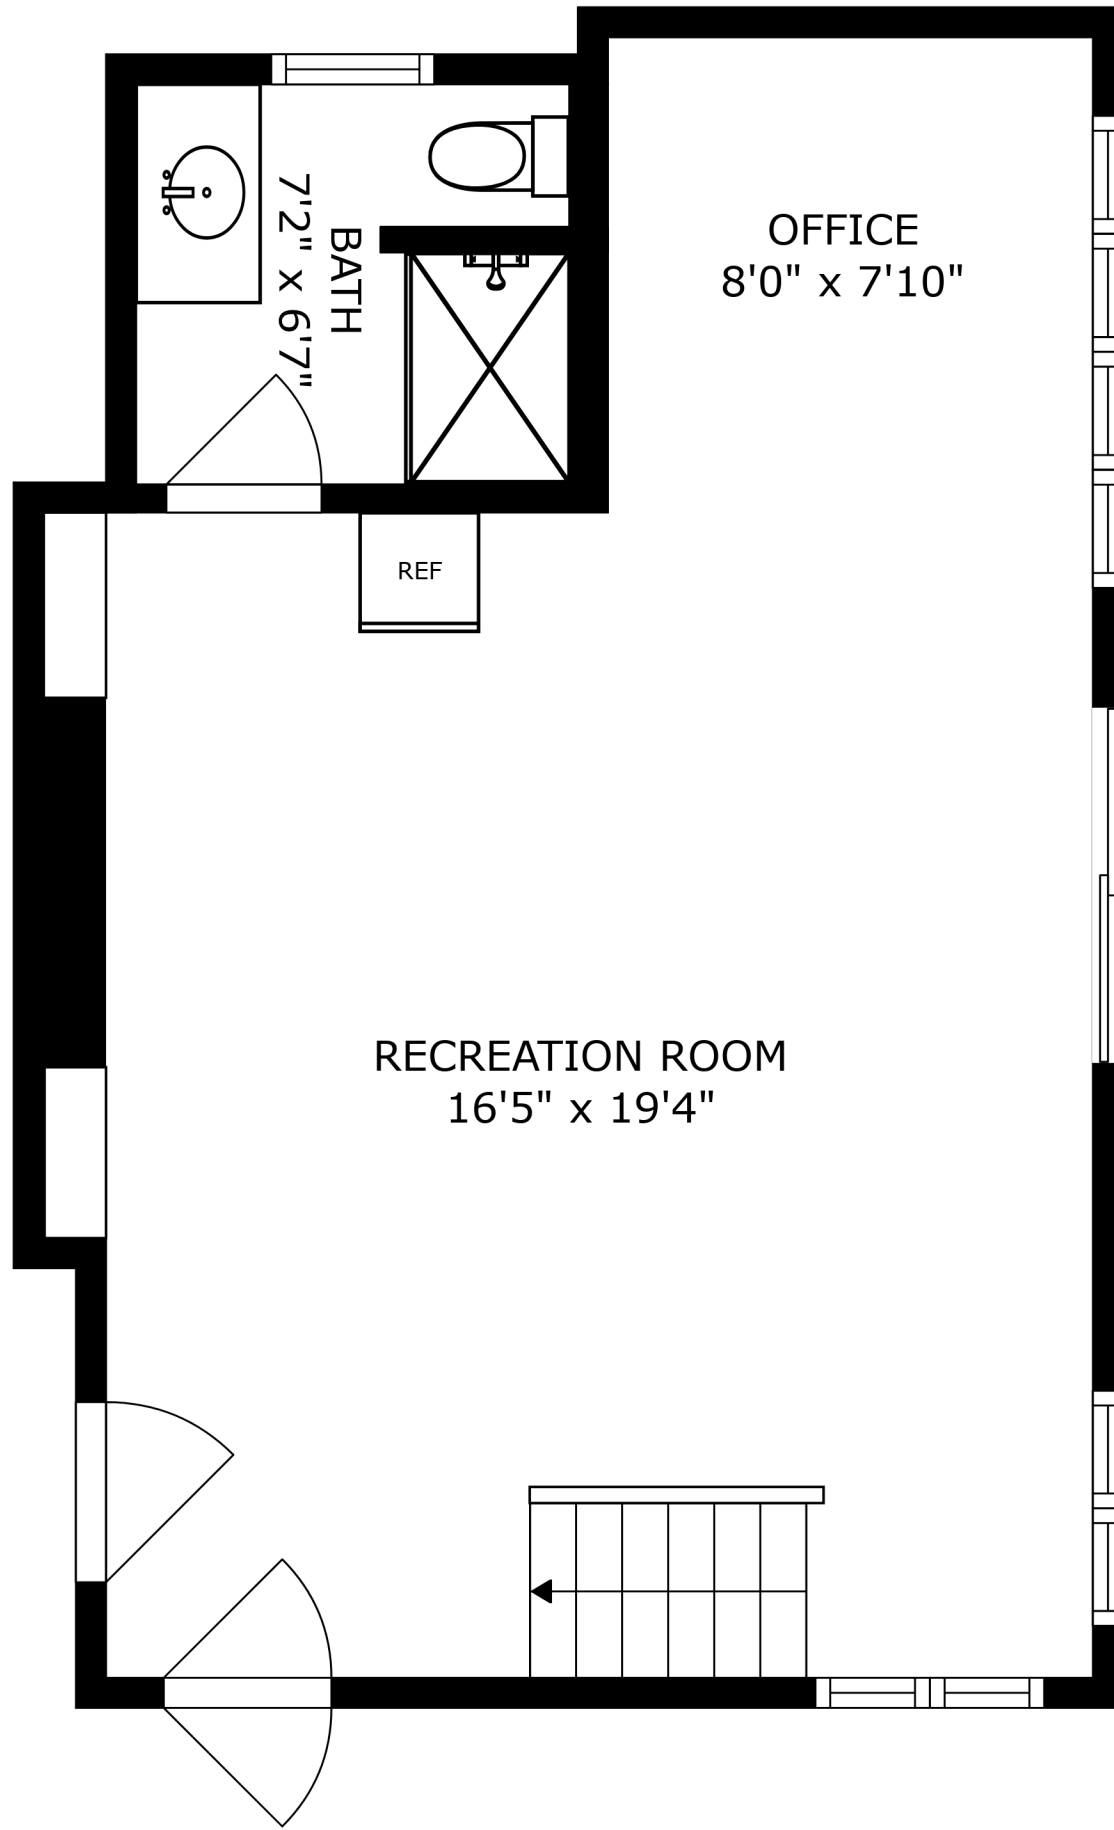 OFFICE
8'0" x 7'10"
BATH
7'2" x 6'7"
REF
RECREATION ROOM
16'5" x 19'4"